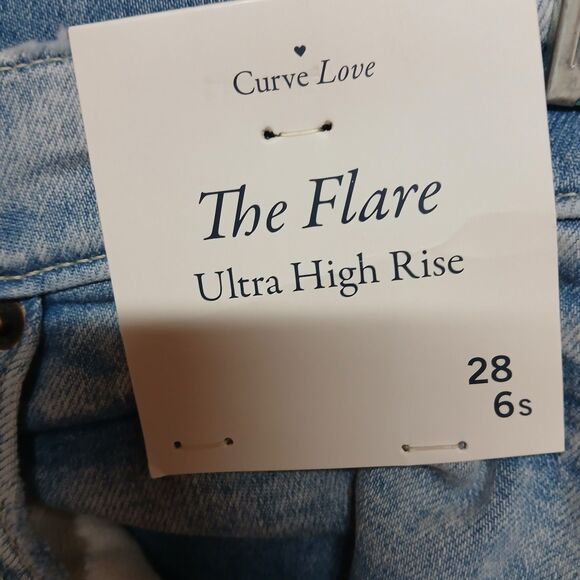 Curve Love
The Flare
Ultra High Rise
28
6s